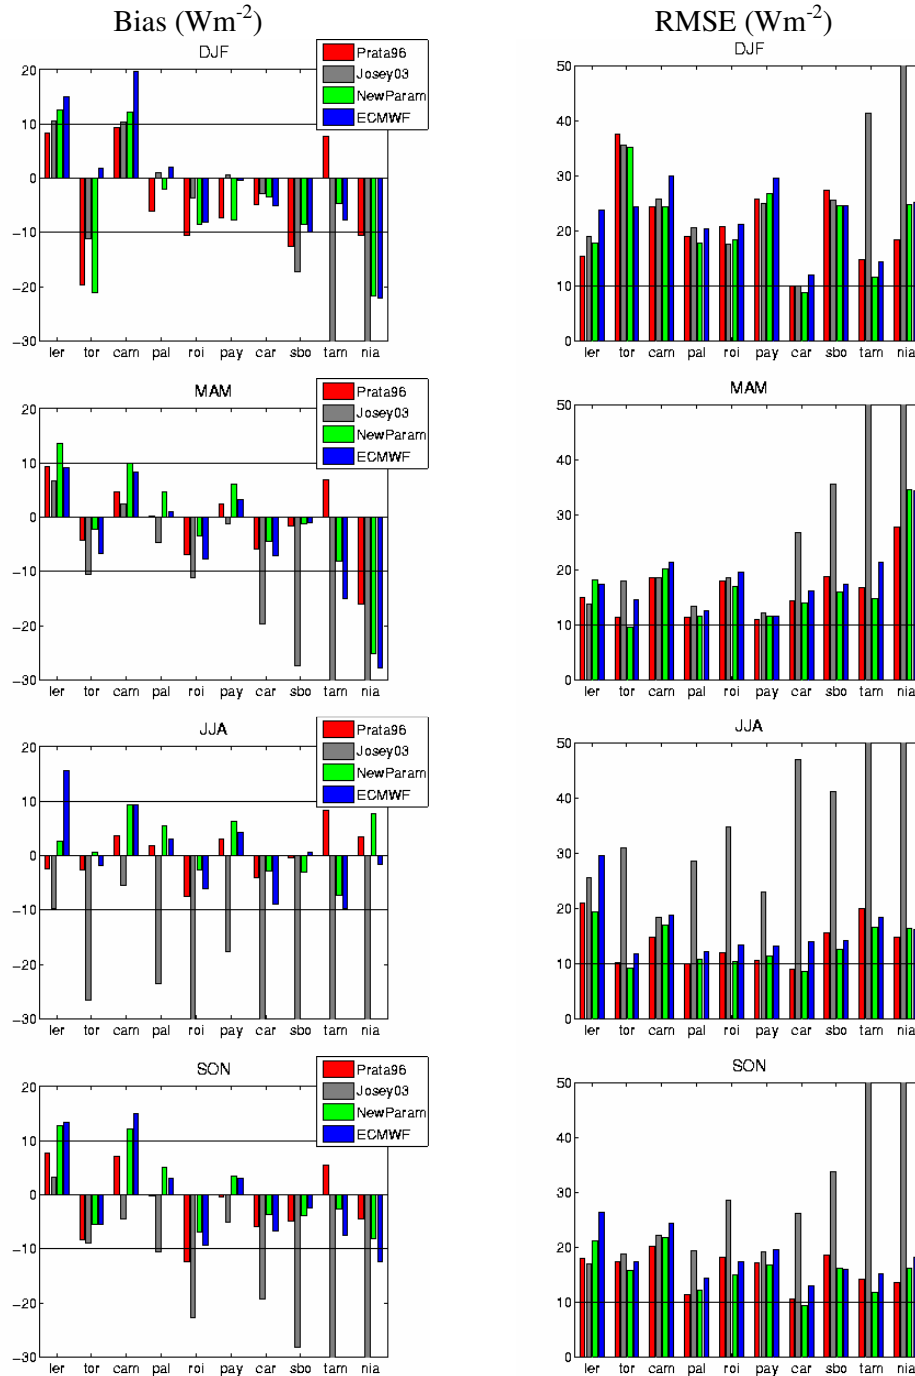 Bias (Wm-2)
RMSE (Wm-2)
DJF
Prata96
Josey03
NewParam
ECMWF
20
10
0
−10
−20
−30
ler tor cam pal roi pay car sbo tam nia
DJF
50
40
30
20
10
0
ler tor cam pal roi pay car sbo tam nia
MAM
Prata96
Josey03
NewParam
ECMWF
20
10
0
−10
−20
−30
ler tor cam pal roi pay car sbo tam nia
MAM
50
40
30
20
10
0
ler tor cam pal roi pay car sbo tam nia
JJA
Prata96
Josey03
NewParam
ECMWF
20
10
0
−10
−20
−30
ler tor cam pal roi pay car sbo tam nia
JJA
50
40
30
20
10
0
ler tor cam pal roi pay car sbo tam nia
SON
Prata96
Josey03
NewParam
ECMWF
20
10
0
−10
−20
−30
ler tor cam pal roi pay car sbo tam nia
SON
50
40
30
20
10
0
ler tor cam pal roi pay car sbo tam nia